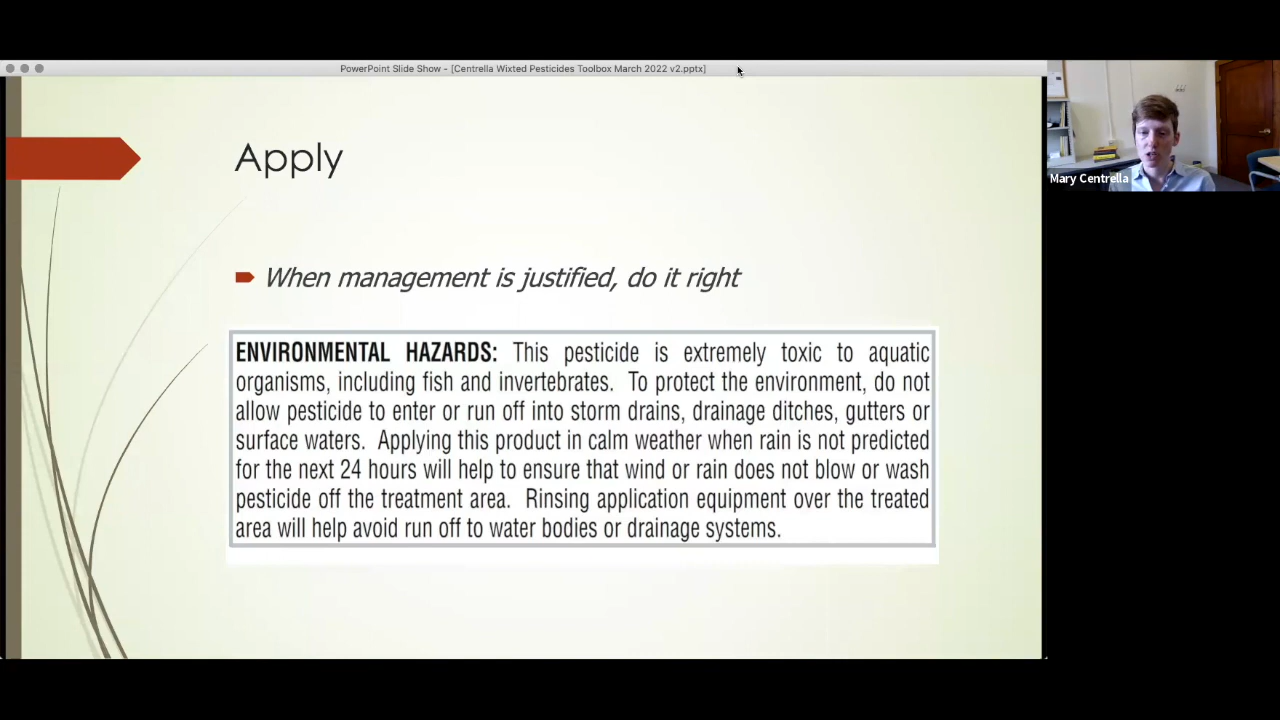 PowerPoint Slide Show - [Centrella Wixted Pesticides Toolbox March 2022 v2.pptx]
Apply
When management is justified, do it right
ENVIRONMENTAL HAZARDS: This pesticide is extremely toxic to aquatic
organisms, including fish and invertebrates. To protect the environment, do not
allow pesticide to enter or run off into storm drains, drainage ditches, gutters or
surface waters. Applying this product in calm weather when rain is not predicted
for the next 24 hours will help to ensure that wind or rain does not blow or wash
pesticide off the treatment area. Rinsing application equipment over the treated
area will help avoid run off to water bodies or drainage systems.
Mary Centrella